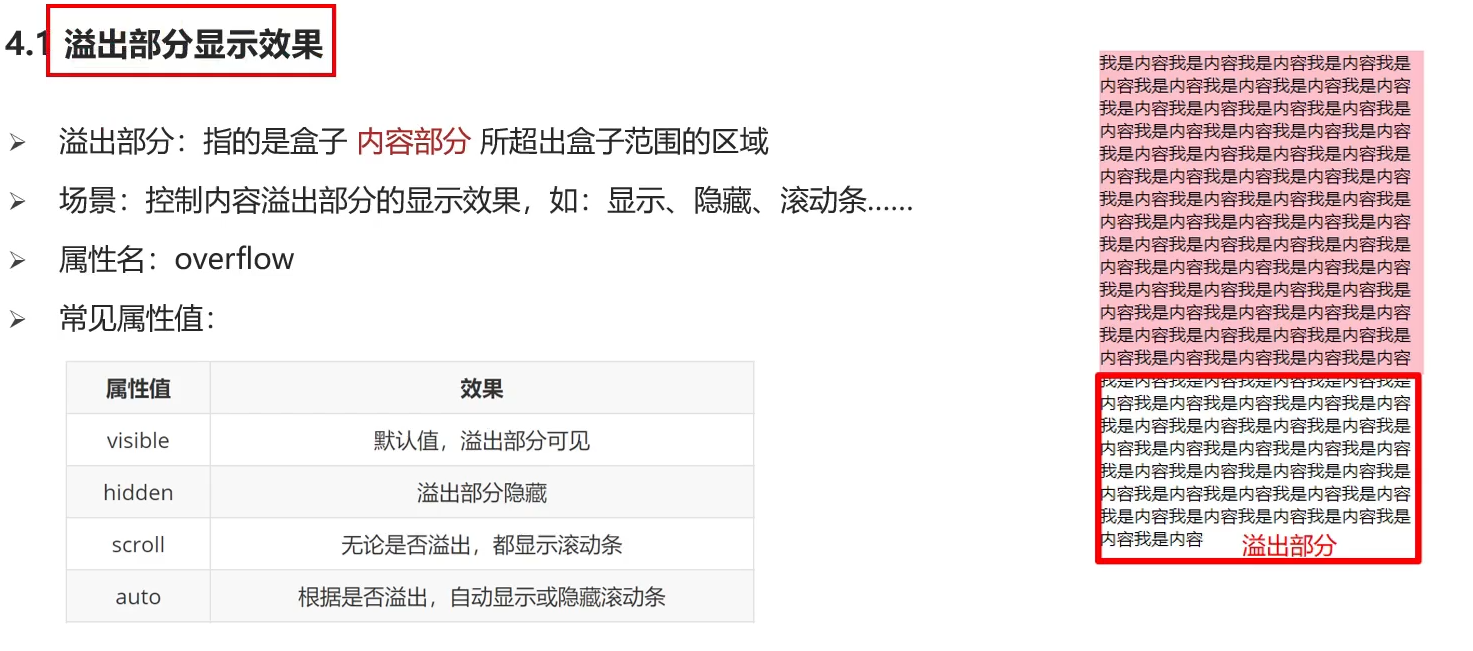 4.1 溢出部分显示效果
溢出部分：指的是盒子 内容部分 所超出盒子范围的区域
场景：控制内容溢出部分的显示效果，如：显示、隐藏、滚动条……
属性名：overflow
常见属性值：
属性值 效果
visible 默认值，溢出部分可见
hidden 溢出部分隐藏
scroll 无论是否溢出，都显示滚动条
auto 根据是否溢出，自动显示或隐藏滚动条
我是内容我是内容我是内容我是内容我是
内容我是内容我是内容我是内容我是内容
我是内容我是内容我是内容我是内容我是
内容我是内容我是内容我是内容我是内容
我是内容我是内容我是内容我是内容我是
内容我是内容我是内容我是内容我是内容
我是内容我是内容我是内容我是内容我是
内容我是内容我是内容我是内容我是内容
我是内容我是内容我是内容我是内容我是
内容我是内容我是内容我是内容我是内容
我是内容我是内容我是内容我是内容我是
内容我是内容我是内容我是内容我是内容
我是内容我是内容我是内容我是内容我是
内容我是内容我是内容我是内容我是内容
我是内容我是内容我是内容我是内容我是
内容我是内容我是内容我是内容我是内容
我是内容我是内容我是内容我是内容我是
内容我是内容我是内容我是内容我是内容
我是内容我是内容我是内容我是内容我是
内容我是内容我是内容我是内容我是内容
我是内容我是内容我是内容我是内容我是
内容我是内容
溢出部分